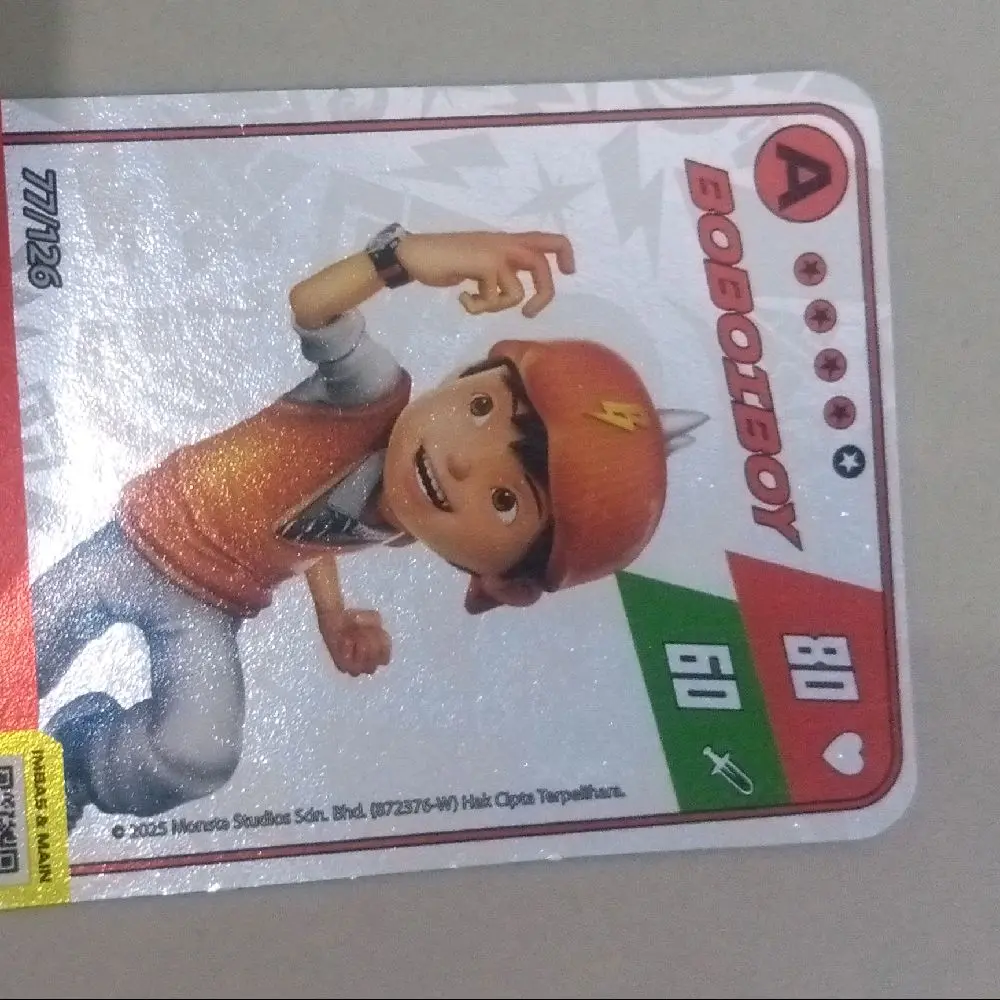 A
BOBOIBOY
80
60
© 2025 Monsta Studios Sdn. Bhd. (872376-W) Hak Cipta Terpelihara.
77/126
IMBAS & MAIN